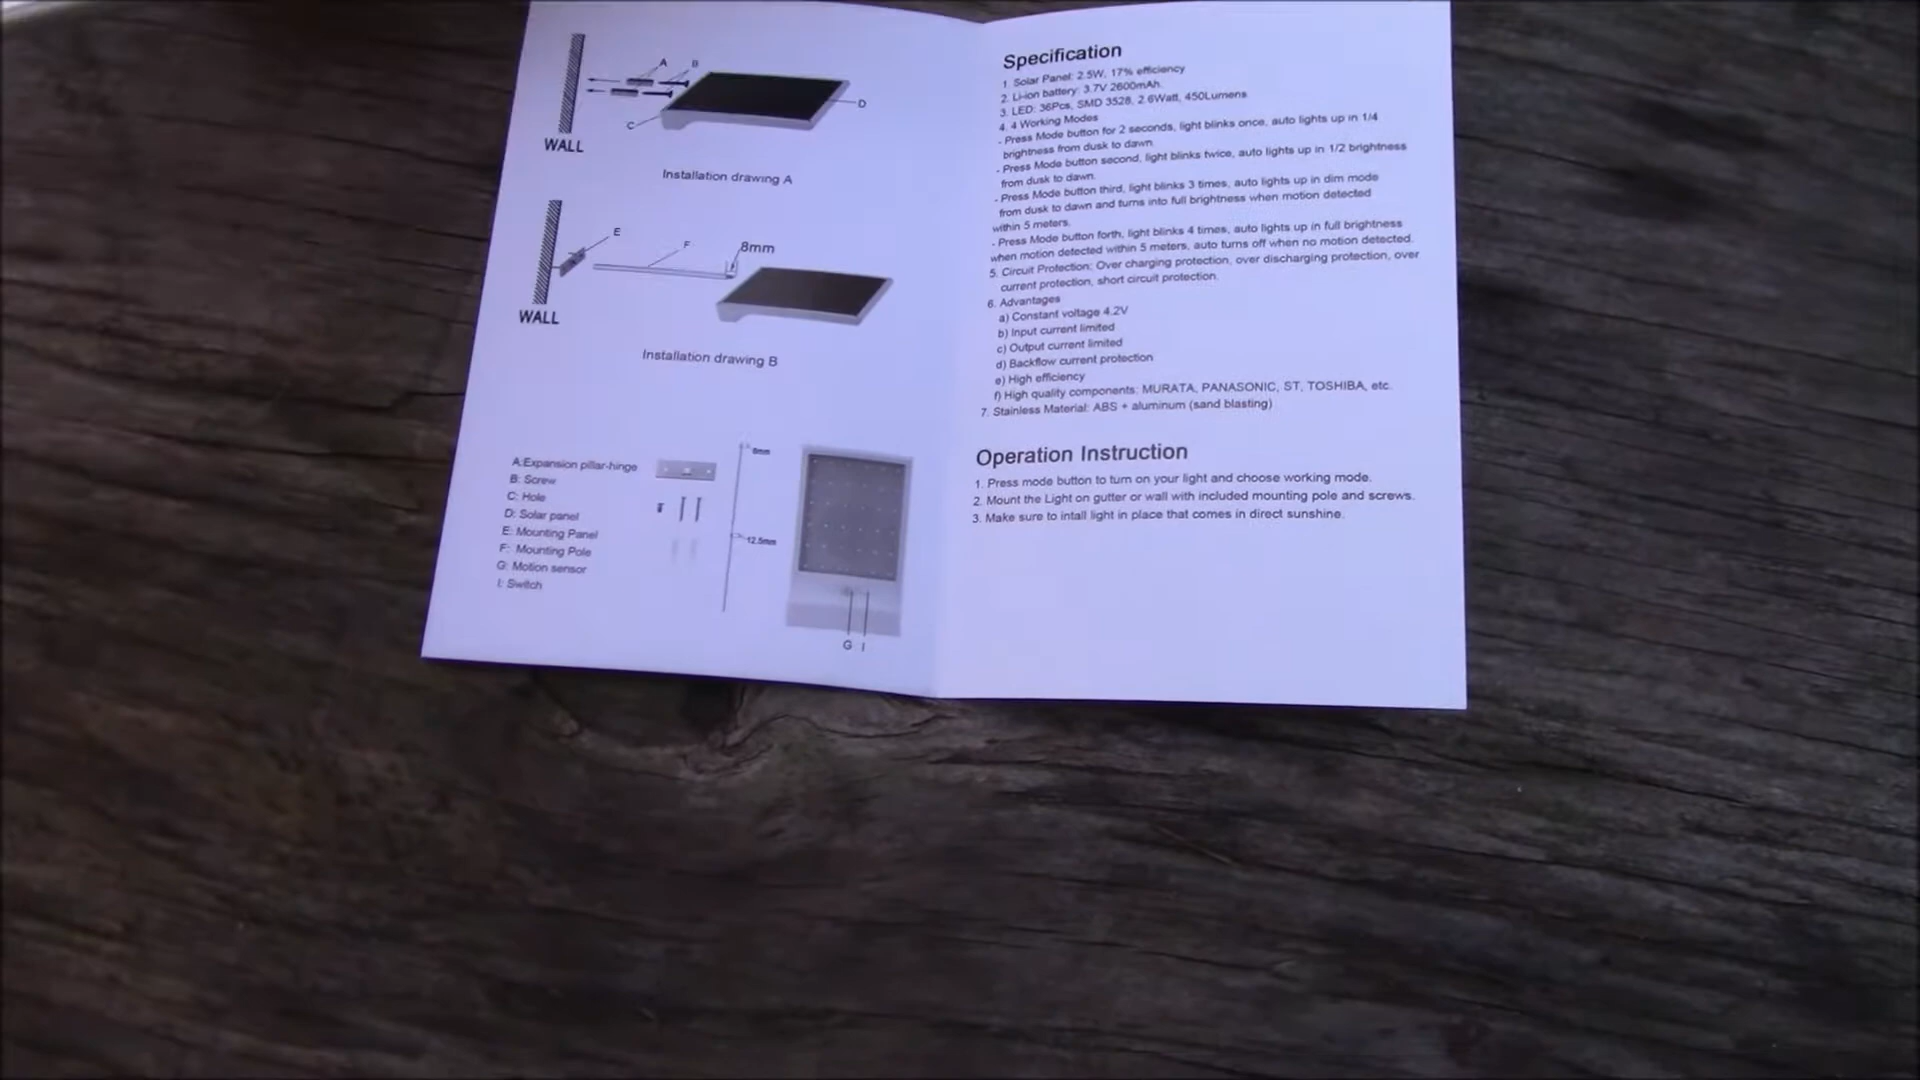 A
B
D
C
WALL
Installation drawing A
E
F
8mm
WALL
Installation drawing B
A:Expansion pillar-hinge
B: Screw
C: Hole
D: Solar panel
E: Mounting Panel
F: Mounting Pole
G: Motion sensor
I: Switch
8mm
12.5mm
G I
Specification
1. Solar Panel: 2.5W, 17% efficiency
2. Li-ion battery: 3.7V 2600mAh.
3. LED: 36Pcs, SMD 3528, 2.6Watt, 450Lumens
4. 4 Working Modes
- Press Mode button for 2 seconds, light blinks once, auto lights up in 1/4
brightness from dusk to dawn.
- Press Mode button second, light blinks twice, auto lights up in 1/2 brightness
from dusk to dawn.
- Press Mode button third, light blinks 3 times, auto lights up in dim mode
from dusk to dawn and turns into full brightness when motion detected
within 5 meters.
- Press Mode button forth, light blinks 4 times, auto lights up in full brightness
when motion detected within 5 meters, auto turns off when no motion detected.
5. Circuit Protection: Over charging protection, over discharging protection, over
current protection, short circuit protection.
6. Advantages
a) Constant voltage 4.2V
b) Input current limited
c) Output current limited
d) Backflow current protection
e) High efficiency
f) High quality components: MURATA, PANASONIC, ST, TOSHIBA, etc.
7. Stainless Material: ABS + aluminum (sand blasting)
Operation Instruction
1. Press mode button to turn on your light and choose working mode.
2. Mount the Light on gutter or wall with included mounting pole and screws.
3. Make sure to intall light in place that comes in direct sunshine.